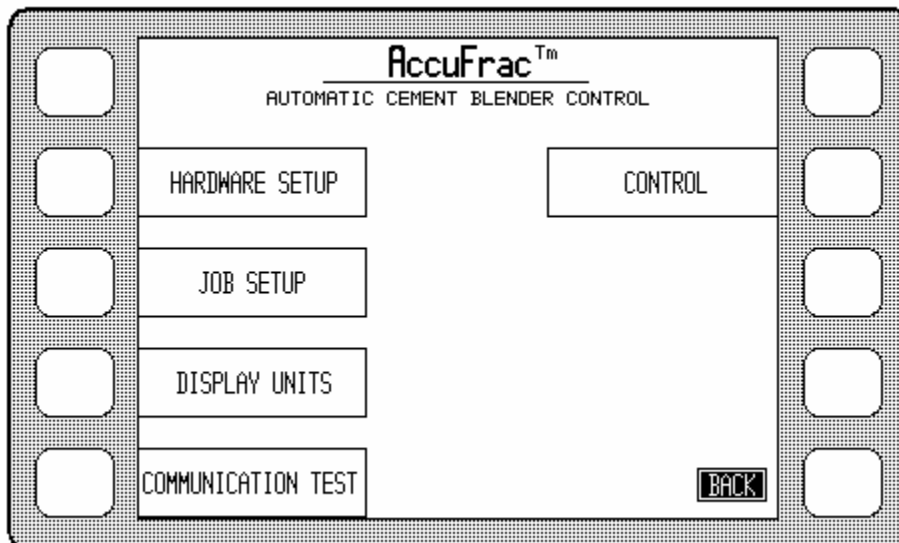 AccuFrac™
AUTOMATIC CEMENT BLENDER CONTROL
HARDWARE SETUP
CONTROL
JOB SETUP
DISPLAY UNITS
COMMUNICATION TEST
BACK